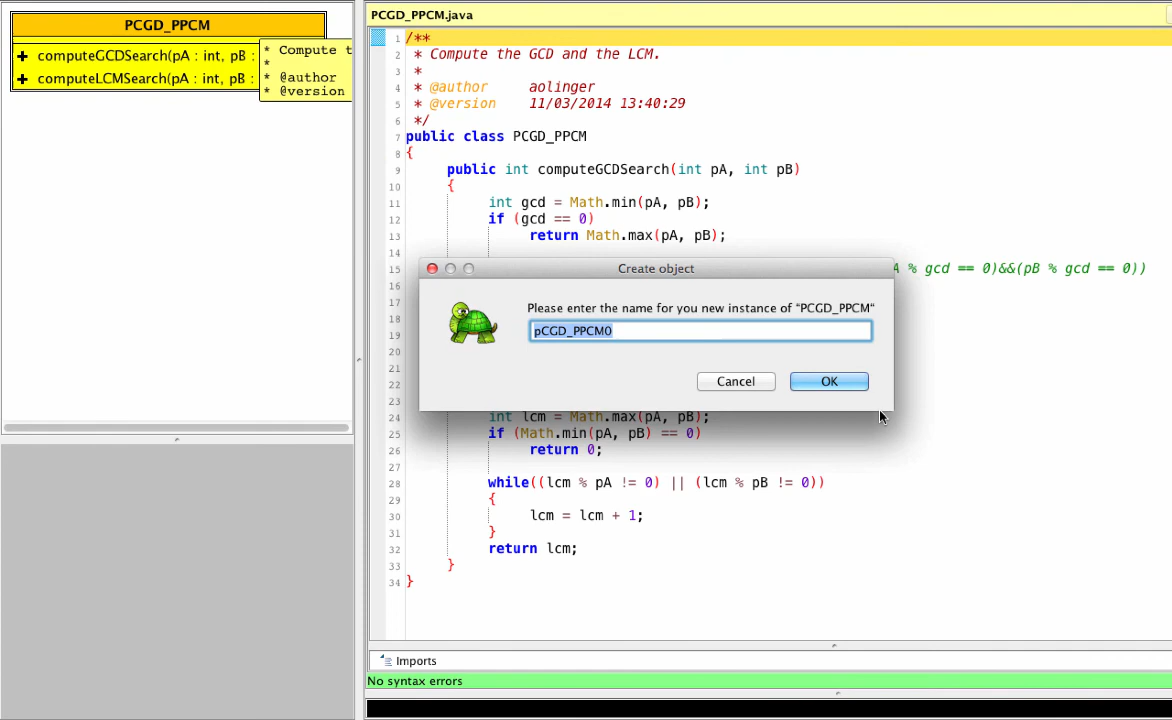 PCGD_PPCM
computeGCDSearch(pA : int, pB :
computeLCMSearch(pA : int, pB :
* Compute t
*
* @author
* @version
PCGD_PPCM.java
1 /**
2 * Compute the GCD and the LCM.
3 *
4 * @author aolinger
5 * @version 11/03/2014 13:40:29
6 */
7 public class PCGD_PPCM
8 {
9 public int computeGCDSearch(int pA, int pB)
10 {
11 int gcd = Math.min(pA, pB);
12 if (gcd == 0)
13 return Math.max(pA, pB);
14
15 A % gcd == 0)&&(pB % gcd == 0))
16
17
18
19
20
21
22
23
Create object
Please enter the name for you new instance of "PCGD_PPCM"
pCGD_PPCM0
Cancel OK
24 int lcm = Math.max(pA, pB);
25 if (Math.min(pA, pB) == 0)
26 return 0;
27
28 while((lcm % pA != 0) || (lcm % pB != 0))
29 {
30 lcm = lcm + 1;
31 }
32 return lcm;
33 }
34 }
Imports
No syntax errors